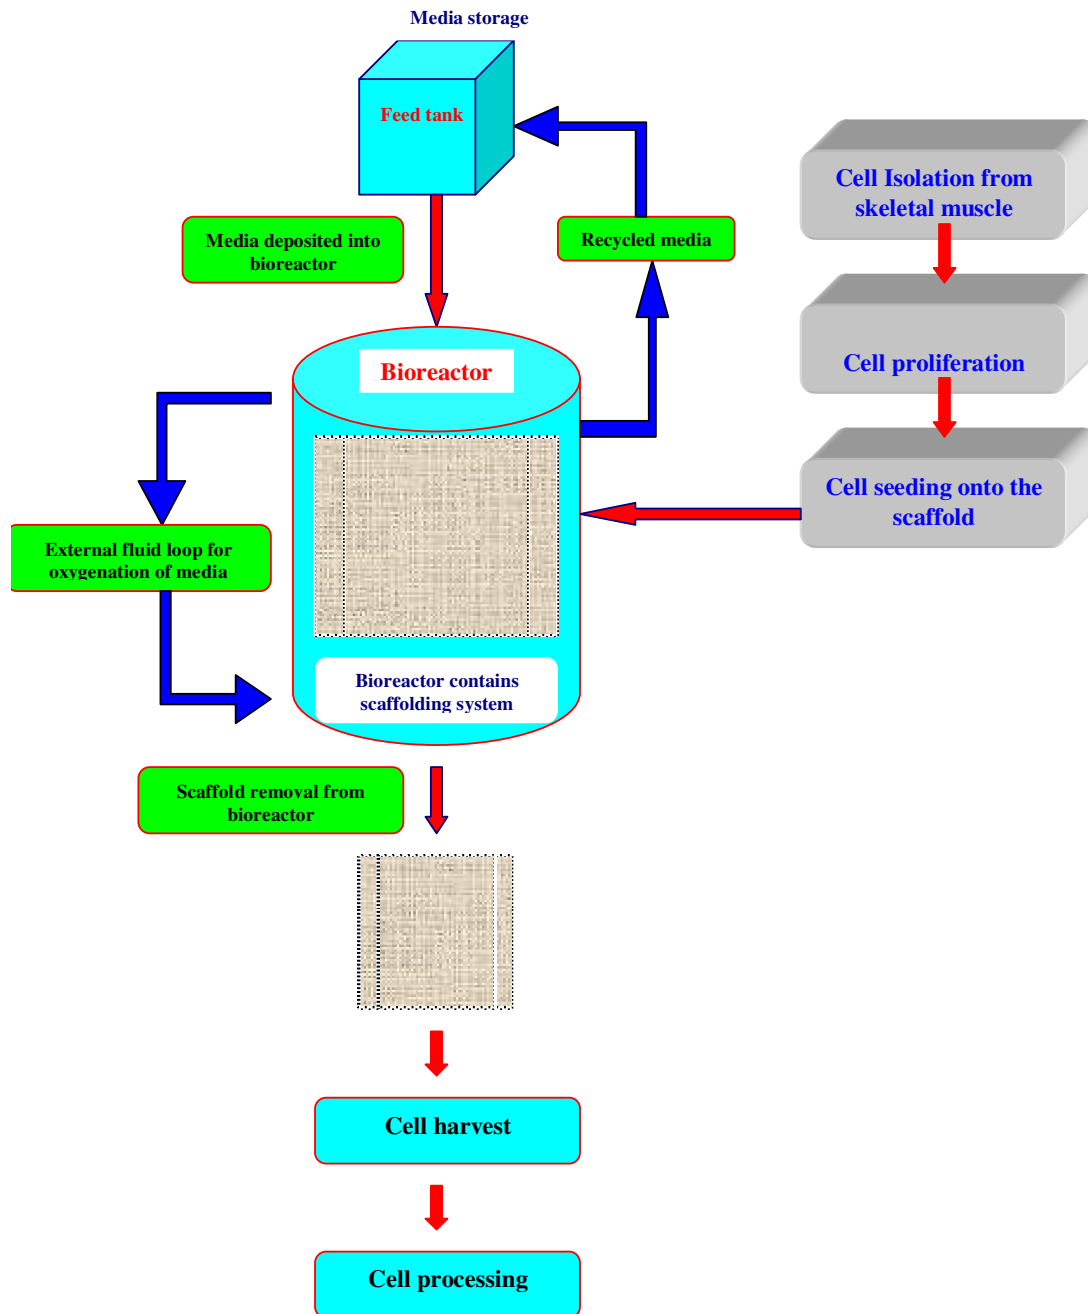 Media storage
Feed tank
Media deposited into
bioreactor
Recycled media
Cell Isolation from
skeletal muscle
Bioreactor
Cell proliferation
Cell seeding onto the
scaffold
External fluid loop for
oxygenation of media
Bioreactor contains
scaffolding system
Scaffold removal from
bioreactor
Cell harvest
Cell processing